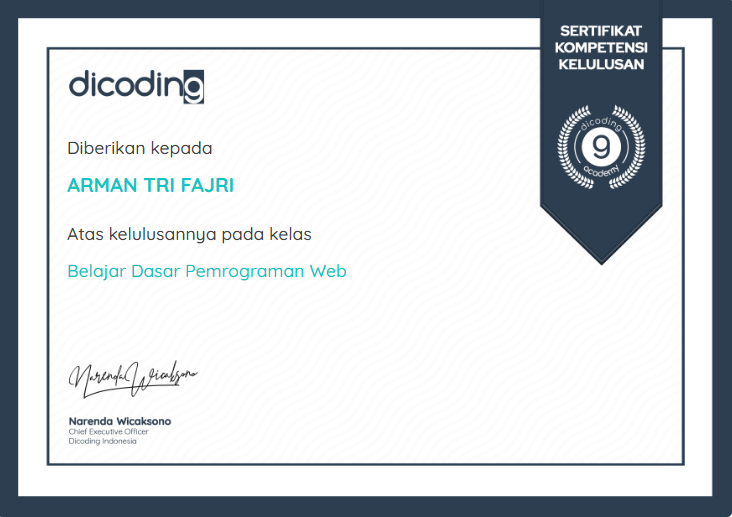 SERTIFIKAT
KOMPETENSI
KELULUSAN
dicoding
9
academy
dicoding
Diberikan kepada
ARMAN TRI FAJRI
Atas kelulusannya pada kelas
Belajar Dasar Pemrograman Web
Narenda Wicaksono
Narenda Wicaksono
Chief Executive Officer
Dicoding Indonesia